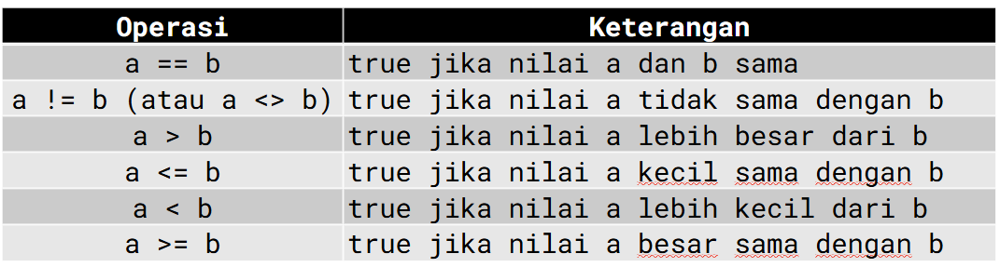 Operasi Keterangan
a == b true jika nilai a dan b sama
a != b (atau a <> b) true jika nilai a tidak sama dengan b
a > b true jika nilai a lebih besar dari b
a <= b true jika nilai a kecil sama dengan b
a < b true jika nilai a lebih kecil dari b
a >= b true jika nilai a besar sama dengan b